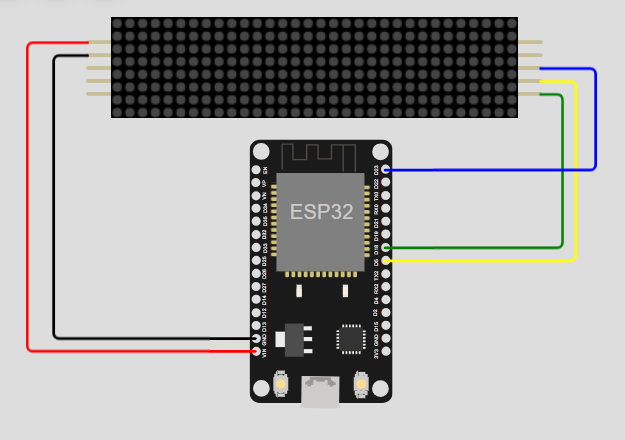 ESP32
EN
VP
VN
D34
D35
D32
D33
D25
D26
D27
D14
D12
D13
GND
VIN
D23
D22
TX0
RX0
D21
D19
D18
D5
TX2
RX2
D4
D2
D15
GND
3V3